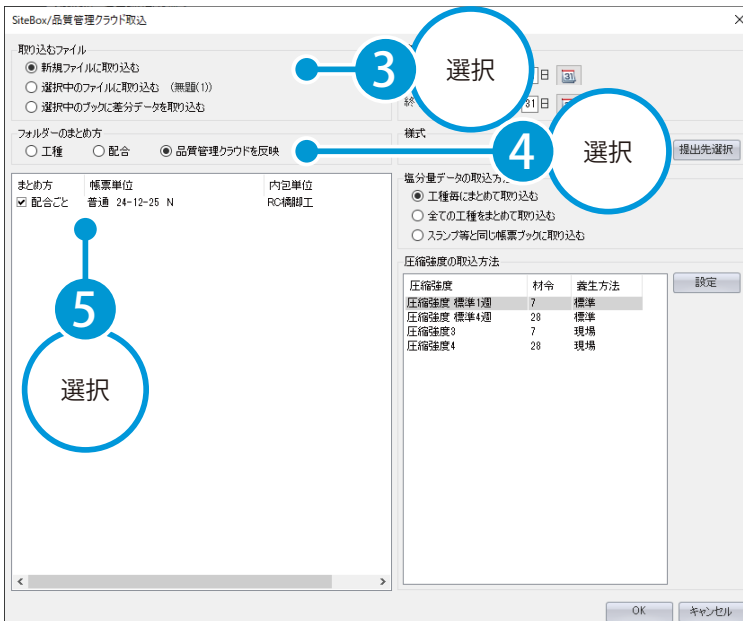 SiteBox/品質管理クラウド取込
取り込むファイル
新規ファイルに取り込む
選択中のファイルに取り込む (無題(1))
選択中のブックに差分データを取り込む
3
選択
日
31
終
31 日
フォルダーのまとめ方
工種
配合
品質管理クラウドを反映
様式
4
選択
提出先選択
まとめ方 帳票単位 内包単位
配合ごと 普通 24-12-25 N RC橋脚工
5
選択
塩分量データの取込方法
工種毎にまとめて取り込む
全ての工種をまとめて取り込む
スランプ等と同じ帳票ブックに取り込む
圧縮強度の取込方法
圧縮強度 材令 養生方法
圧縮強度 標準1週 7 標準
圧縮強度 標準4週 28 標準
圧縮強度3 7 現場
圧縮強度4 28 現場
設定
OK
キャンセル